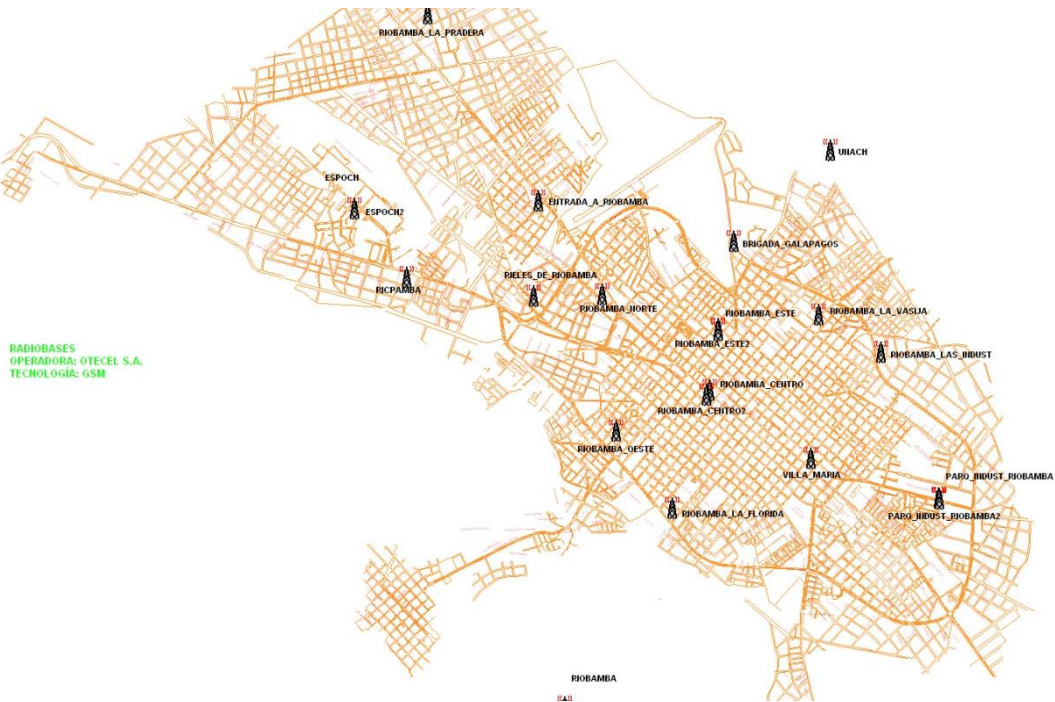 RIOBAMBA_LA_PRADERA
UNACH
ESPOCH
ESPOCH2
ENTRADA_A_RIOBAMBA
BRIGADA_GALAPAGOS
RIELES_DE_RIOBAMBA
RICPAMBA
RIOBAMBA_NORTE
RIOBAMBA_ESTE
RIOBAMBA_LA_VASIJA
RIOBAMBA_ESTE2
RADIOBASES
OPERADORA: OTECEL S.A.
TECNOLOGÍA: GSM
RIOBAMBA_LAS_INDUST
RIOBAMBA_CENTRO
RIOBAMBA_CENTRO2
RIOBAMBA_OESTE
VILLA_MARIA
PARQ_INDUST_RIOBAMBA
RIOBAMBA_LA_FLORIDA
PARQ_INDUST_RIOBAMBA2
RIOBAMBA